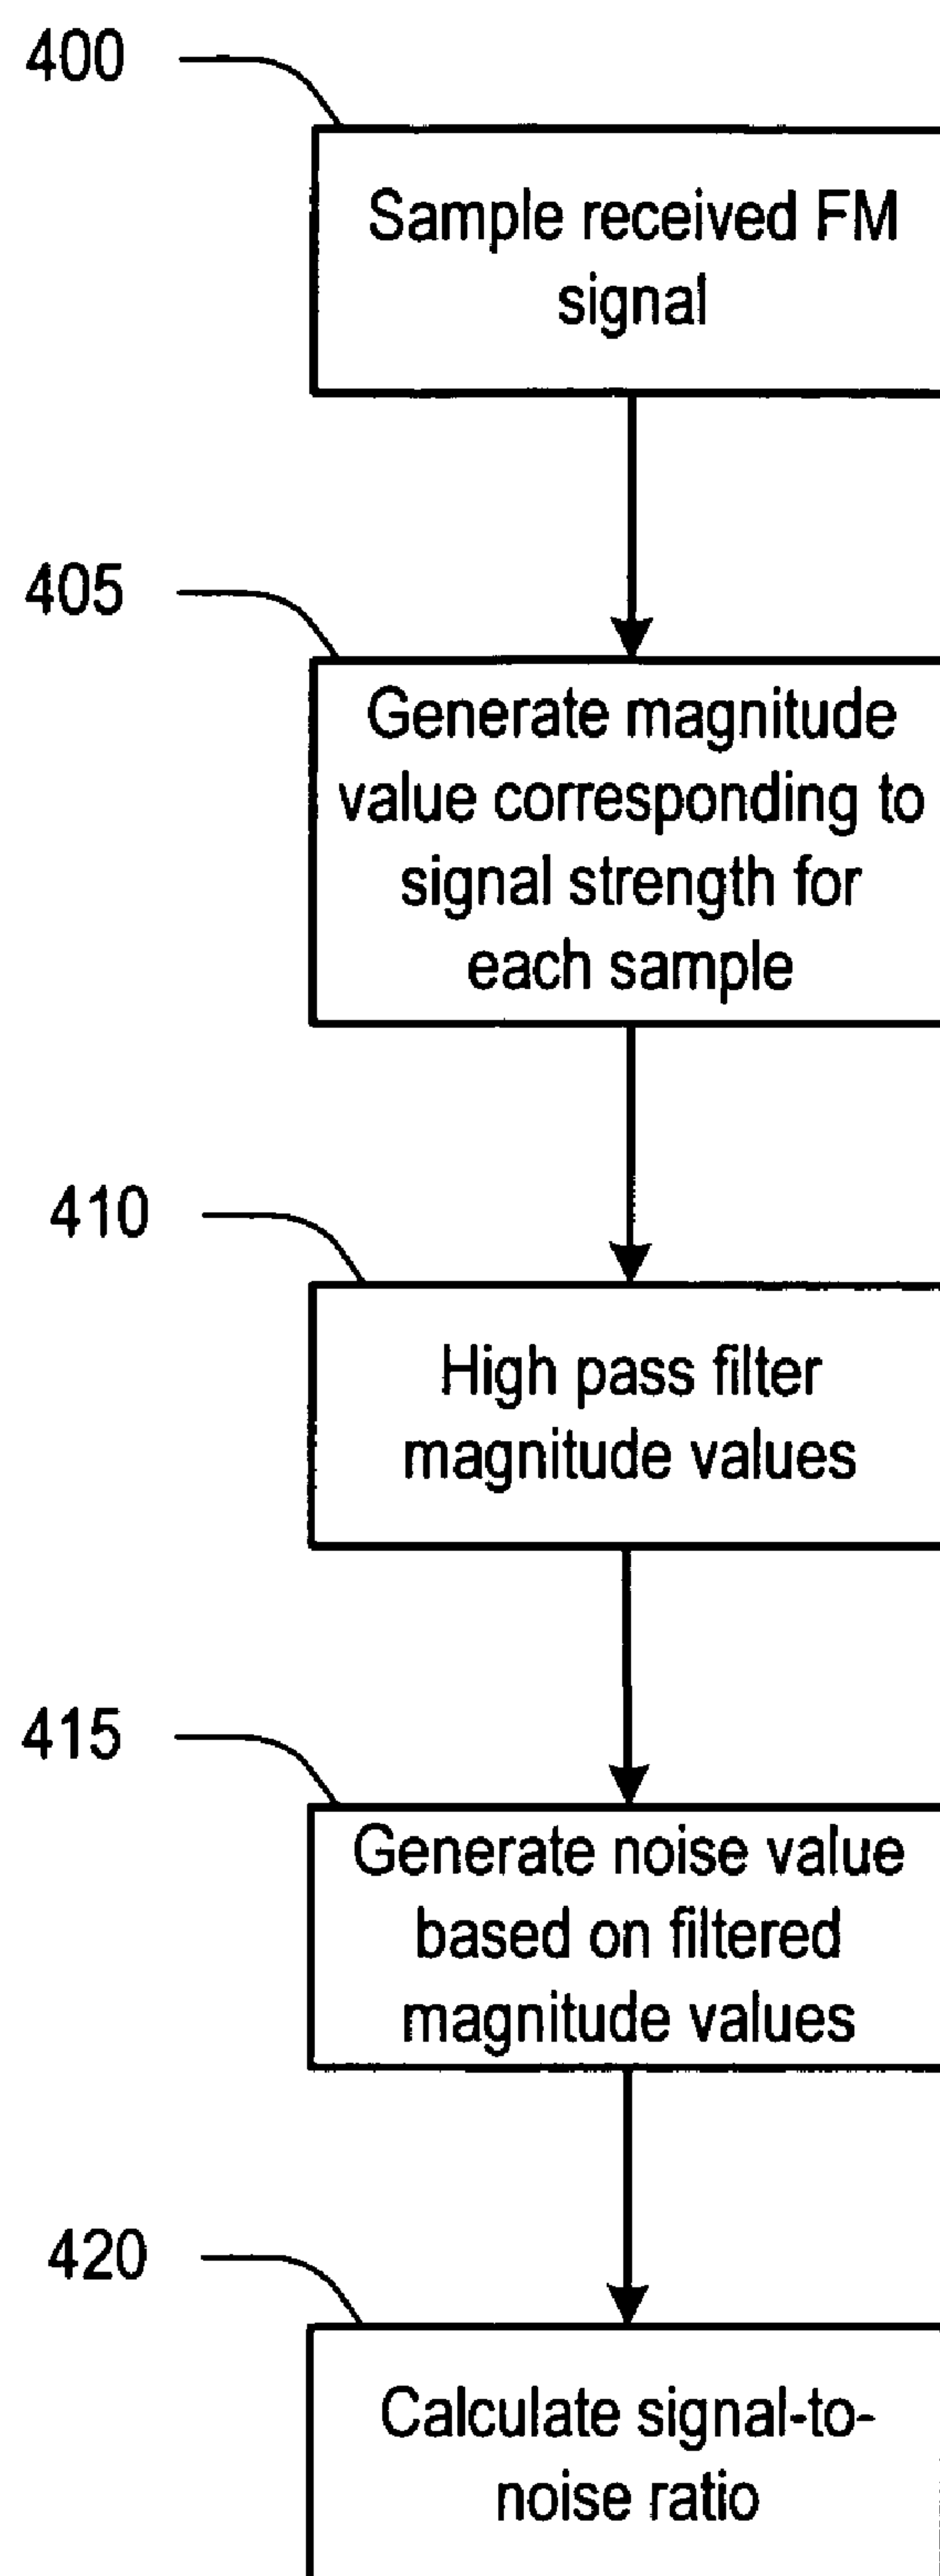 400
Sample received FM
signal
405
Generate magnitude
value corresponding to
signal strength for
each sample
410
High pass filter
magnitude values
415
Generate noise value
based on filtered
magnitude values
420
Calculate signal-to-
noise ratio